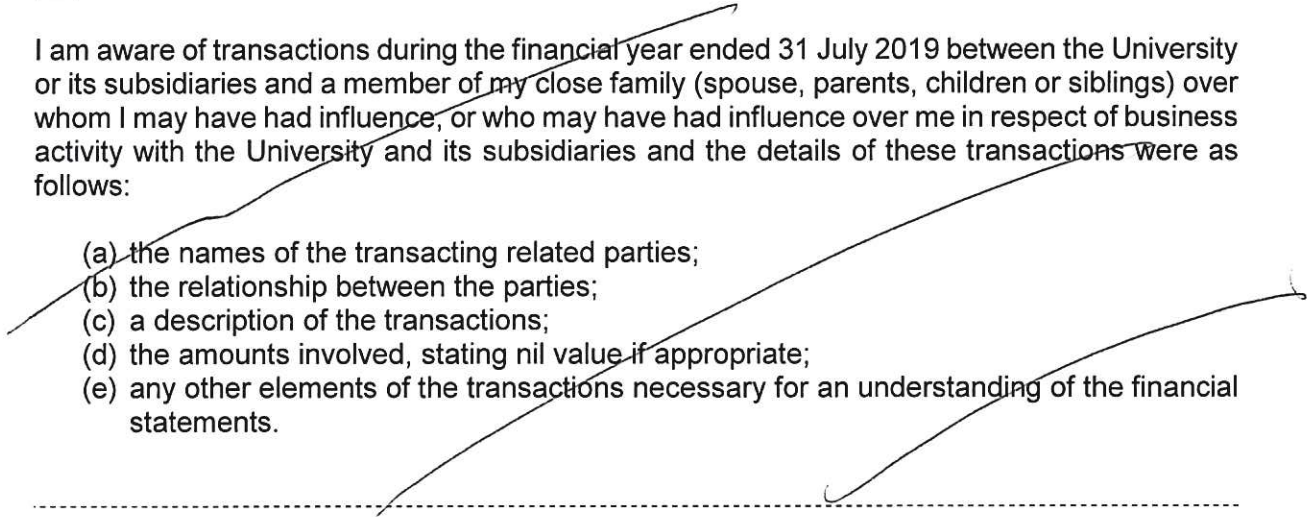 I am aware of transactions during the financial year ended 31 July 2019 between the University
or its subsidiaries and a member of my close family (spouse, parents, children or siblings) over
whom I may have had influence, or who may have had influence over me in respect of business
activity with the University and its subsidiaries and the details of these transactions were as
follows:
(a) the names of the transacting related parties;
(b) the relationship between the parties;
(c) a description of the transactions;
(d) the amounts involved, stating nil value if appropriate;
(e) any other elements of the transactions necessary for an understanding of the financial
statements.